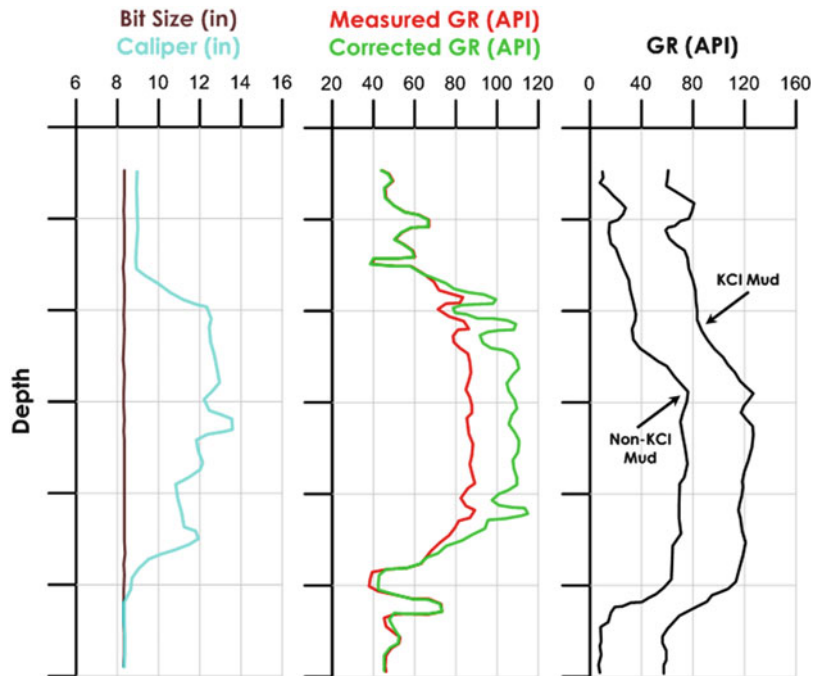 Bit Size (in)
Caliper (in)
6 8 10 12 14 16
Measured GR (API)
Corrected GR (API)
20 40 60 80 100 120
GR (API)
0 40 80 120 160
Depth
KCl Mud
Non-KCl
Mud